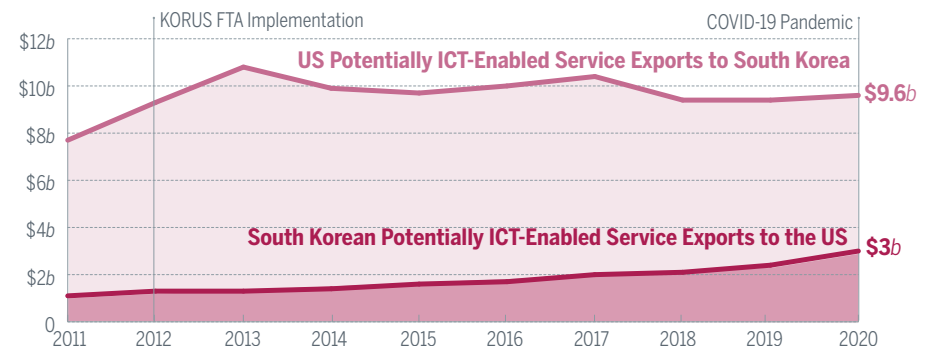 KORUS FTA Implementation
COVID-19 Pandemic
$12b
US Potentially ICT-Enabled Service Exports to South Korea
$10b
$9.6b
$8b
$6b
$4b
South Korean Potentially ICT-Enabled Service Exports to the US
$3b
$2b
0
2011 2012 2013 2014 2015 2016 2017 2018 2019 2020